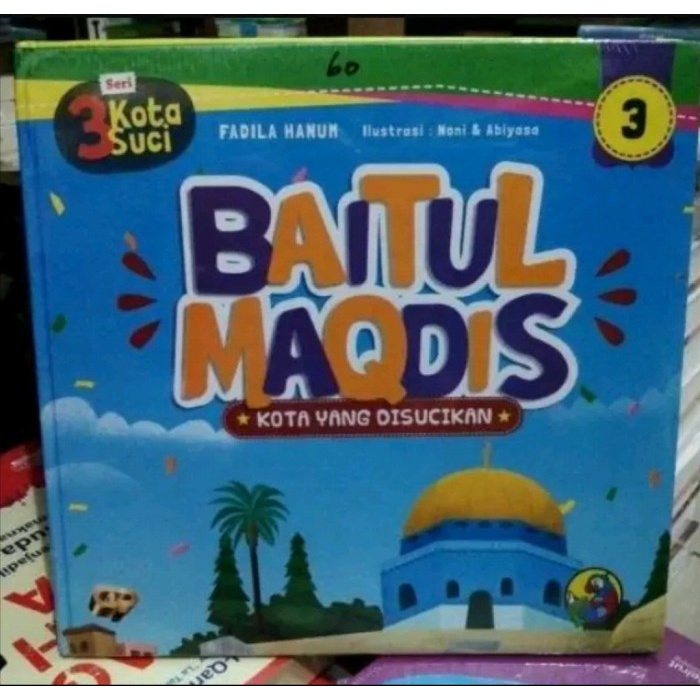 60
Seri
3 Kota
Suci
FADILA HANUM Ilustrasi : Noni & Abiyasa
3
BAITUL
MAQDIS
★ KOTA YANG DISUCIKAN ★